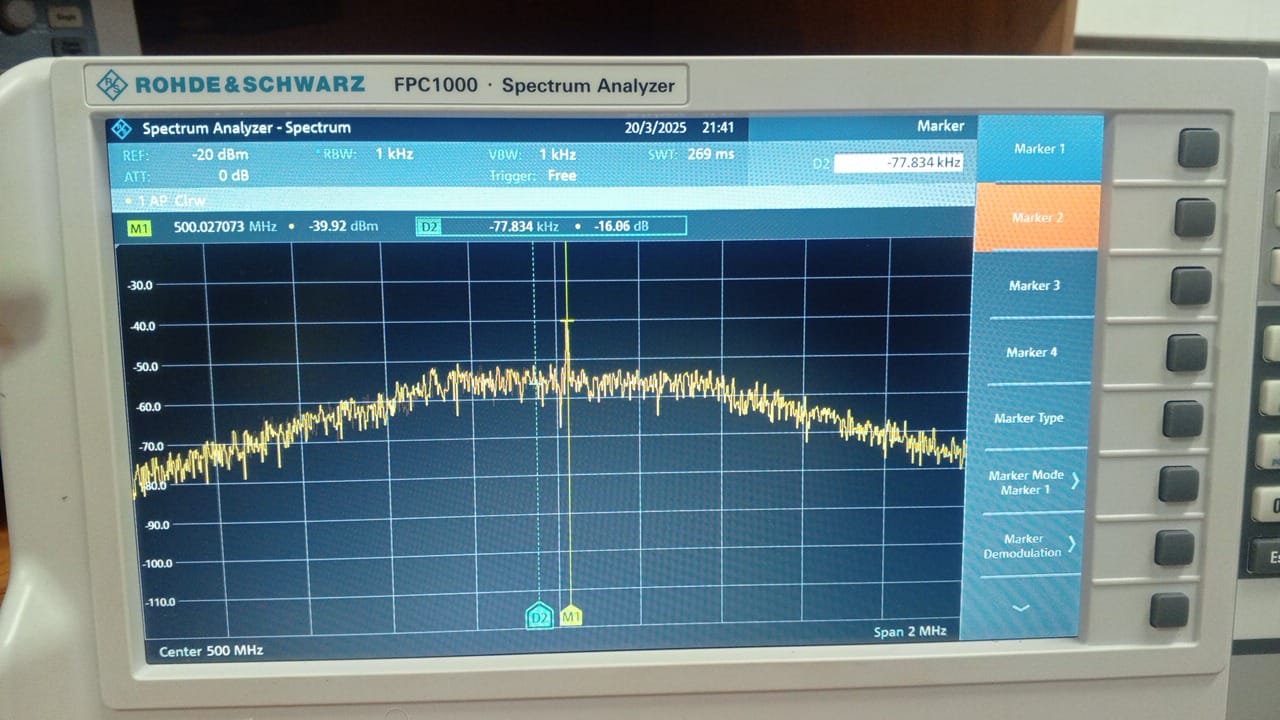 Single
ROHDE&SCHWARZ FPC1000 · Spectrum Analyzer
Spectrum Analyzer - Spectrum 20/3/2025 21:41 Marker
REF: -20 dBm RBW: 1 kHz VBW: 1 kHz SWT: 269 ms D2 -77.834 kHz
ATT: 0 dB Trigger: Free
1 AP Clrw
M1 500.027073 MHz • -39.92 dBm D2 -77.834 kHz • -16.06 dB
-30.0
-40.0
-50.0
-60.0
-70.0
-80.0
-90.0
-100.0
-110.0
D2 M1
Center 500 MHz Span 2 MHz
Marker 1
Marker 2
Marker 3
Marker 4
Marker Type
Marker Mode
Marker 1
Marker
Demodulation